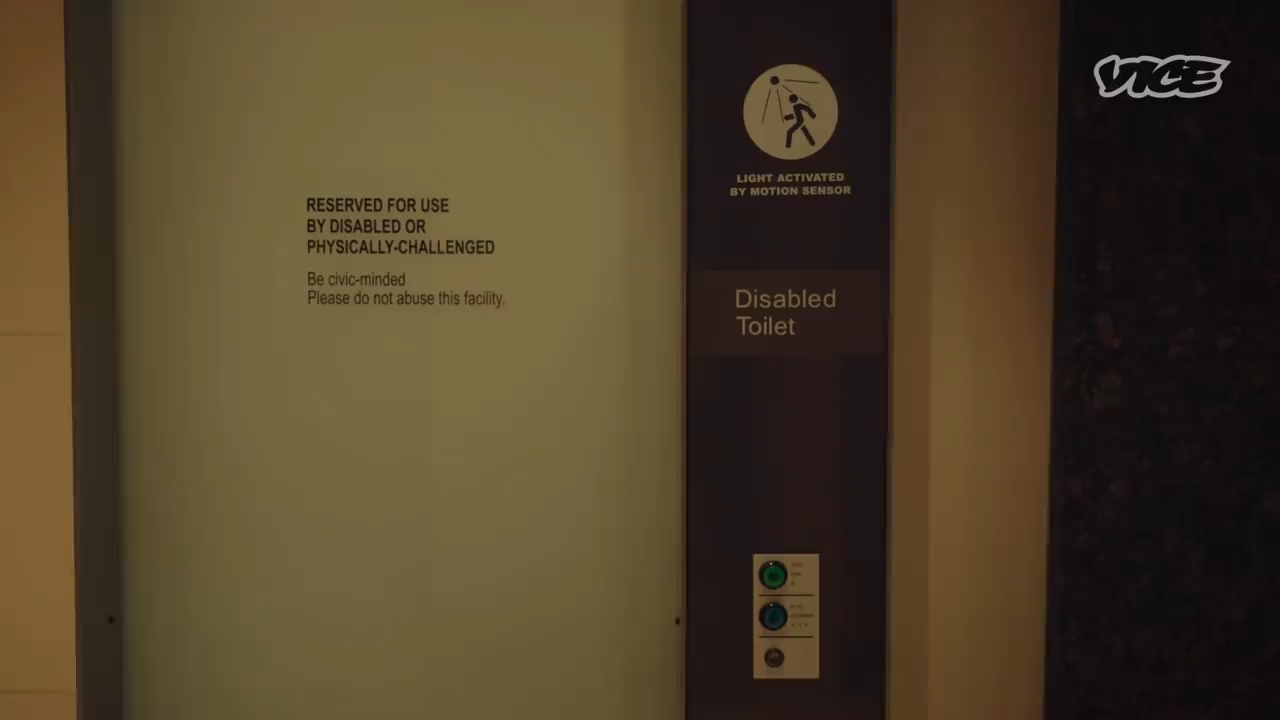 RESERVED FOR USE
BY DISABLED OR
PHYSICALLY-CHALLENGED
Be civic-minded
Please do not abuse this facility.
LIGHT ACTIVATED
BY MOTION SENSOR
Disabled
Toilet
VICE